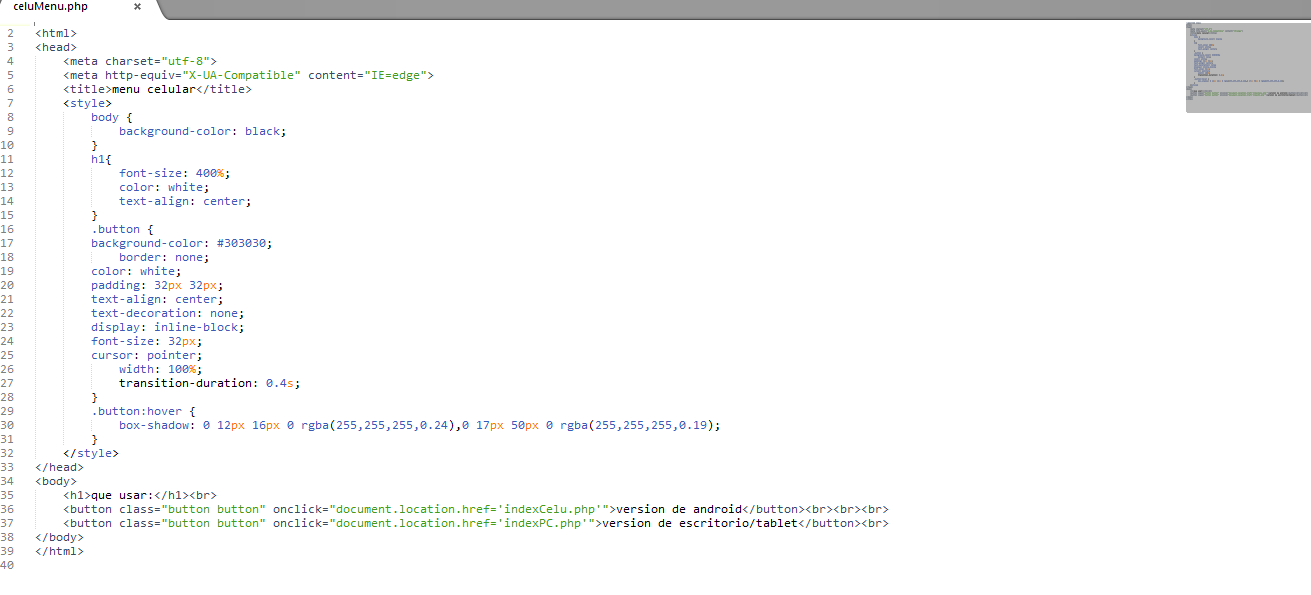 celuMenu.php ×
2 <html>
3 <head>
4 <meta charset="utf-8">
5 <meta http-equiv="X-UA-Compatible" content="IE=edge">
6 <title>menu celular</title>
7 <style>
8 body {
9 background-color: black;
10 }
11 h1{
12 font-size: 400%;
13 color: white;
14 text-align: center;
15 }
16 .button {
17 background-color: #303030;
18 border: none;
19 color: white;
20 padding: 32px 32px;
21 text-align: center;
22 text-decoration: none;
23 display: inline-block;
24 font-size: 32px;
25 cursor: pointer;
26 width: 100%;
27 transition-duration: 0.4s;
28 }
29 .button:hover {
30 box-shadow: 0 12px 16px 0 rgba(255,255,255,0.24),0 17px 50px 0 rgba(255,255,255,0.19);
31 }
32 </style>
33 </head>
34 <body>
35 <h1>que usar:</h1><br>
36 <button class="button button" onclick="document.location.href='indexCelu.php'">version de android</button><br><br><br>
37 <button class="button button" onclick="document.location.href='indexPC.php'">version de escritorio/tablet</button><br>
38 </body>
39 </html>
40